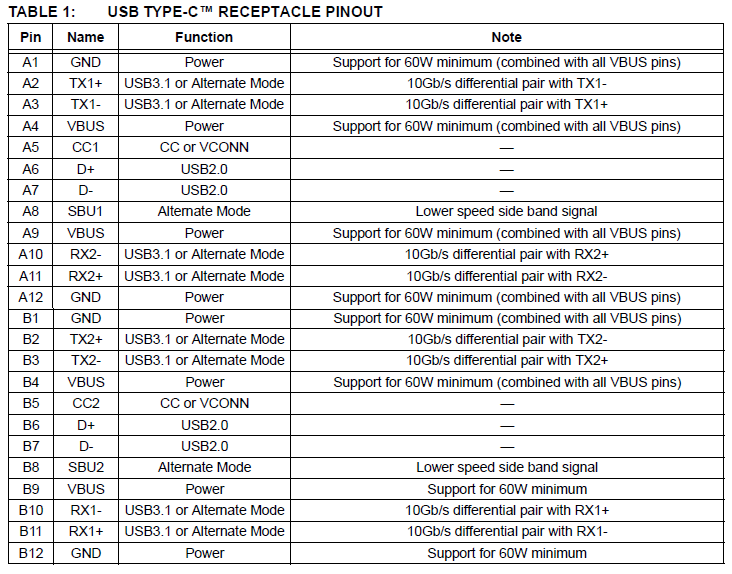 TABLE 1: USB TYPE-C™ RECEPTACLE PINOUT
Pin Name Function Note
A1 GND Power Support for 60W minimum (combined with all VBUS pins)
A2 TX1+ USB3.1 or Alternate Mode 10Gb/s differential pair with TX1-
A3 TX1- USB3.1 or Alternate Mode 10Gb/s differential pair with TX1+
A4 VBUS Power Support for 60W minimum (combined with all VBUS pins)
A5 CC1 CC or VCONN —
A6 D+ USB2.0 —
A7 D- USB2.0 —
A8 SBU1 Alternate Mode Lower speed side band signal
A9 VBUS Power Support for 60W minimum (combined with all VBUS pins)
A10 RX2- USB3.1 or Alternate Mode 10Gb/s differential pair with RX2+
A11 RX2+ USB3.1 or Alternate Mode 10Gb/s differential pair with RX2-
A12 GND Power Support for 60W minimum (combined with all VBUS pins)
B1 GND Power Support for 60W minimum (combined with all VBUS pins)
B2 TX2+ USB3.1 or Alternate Mode 10Gb/s differential pair with TX2-
B3 TX2- USB3.1 or Alternate Mode 10Gb/s differential pair with TX2+
B4 VBUS Power Support for 60W minimum (combined with all VBUS pins)
B5 CC2 CC or VCONN —
B6 D+ USB2.0 —
B7 D- USB2.0 —
B8 SBU2 Alternate Mode Lower speed side band signal
B9 VBUS Power Support for 60W minimum
B10 RX1- USB3.1 or Alternate Mode 10Gb/s differential pair with RX1+
B11 RX1+ USB3.1 or Alternate Mode 10Gb/s differential pair with RX1-
B12 GND Power Support for 60W minimum